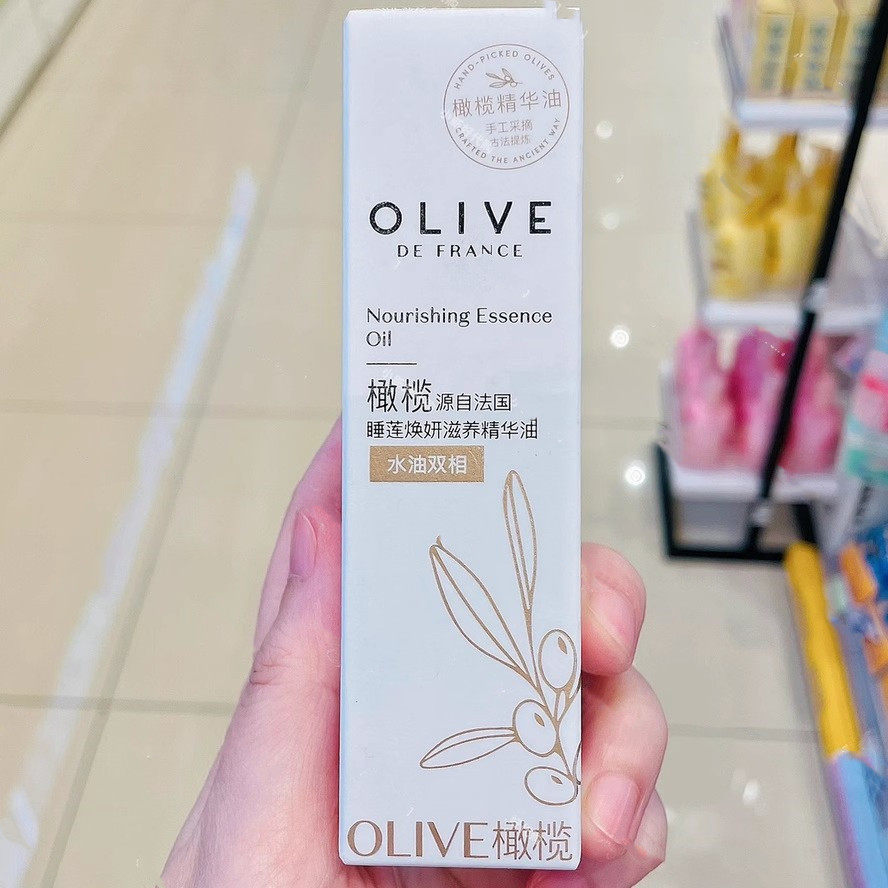 HAND-PICKED OLIVES
橄榄精华油
手工采摘
古法提炼
CRAFTED THE ANCIENT WAY
OLIVE
DE FRANCE
Nourishing Essence
Oil
橄榄源自法国
睡莲焕妍滋养精华油
水油双相
OLIVE橄榄